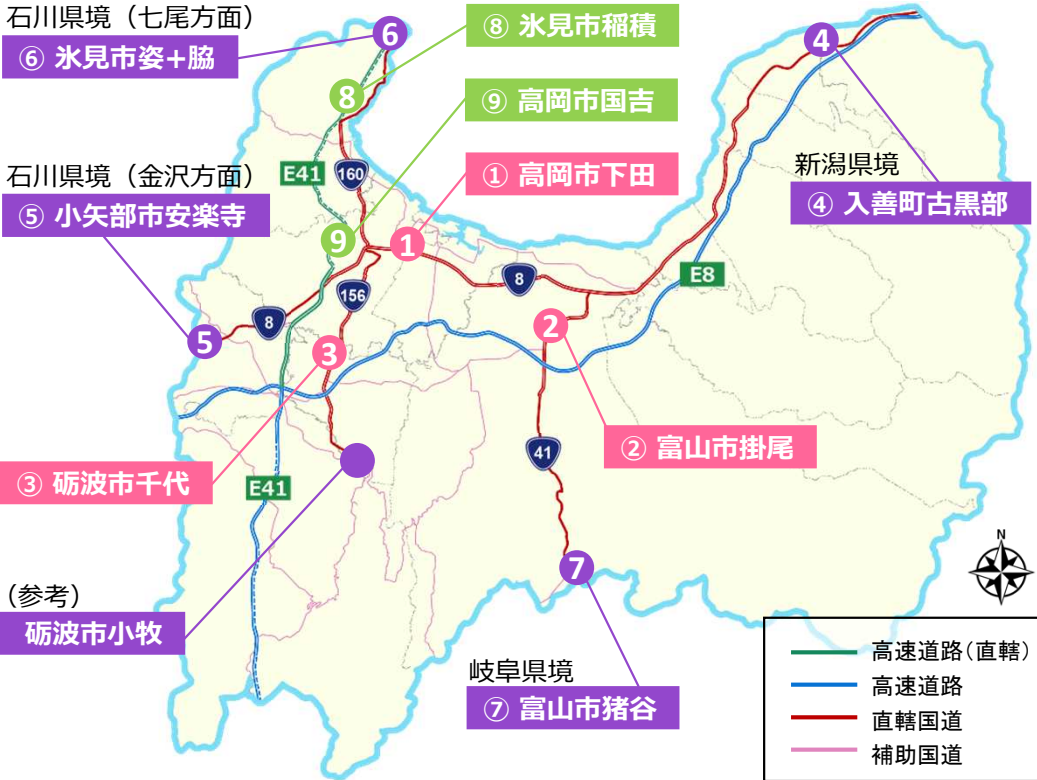 石川県境（七尾方面）
⑥ 氷見市姿+脇
6
8
⑧ 氷見市稲積
⑨ 高岡市国吉
4
石川県境（金沢方面）
⑤ 小矢部市安楽寺
E41
160
① 高岡市下田
新潟県境
④ 入善町古黒部
9
1
8
E8
156
8
5
3
2
③ 砺波市千代
E41
41
② 富山市掛尾
7
N
(参考)
砺波市小牧
岐阜県境
⑦ 富山市猪谷
高速道路(直轄)
高速道路
直轄国道
補助国道